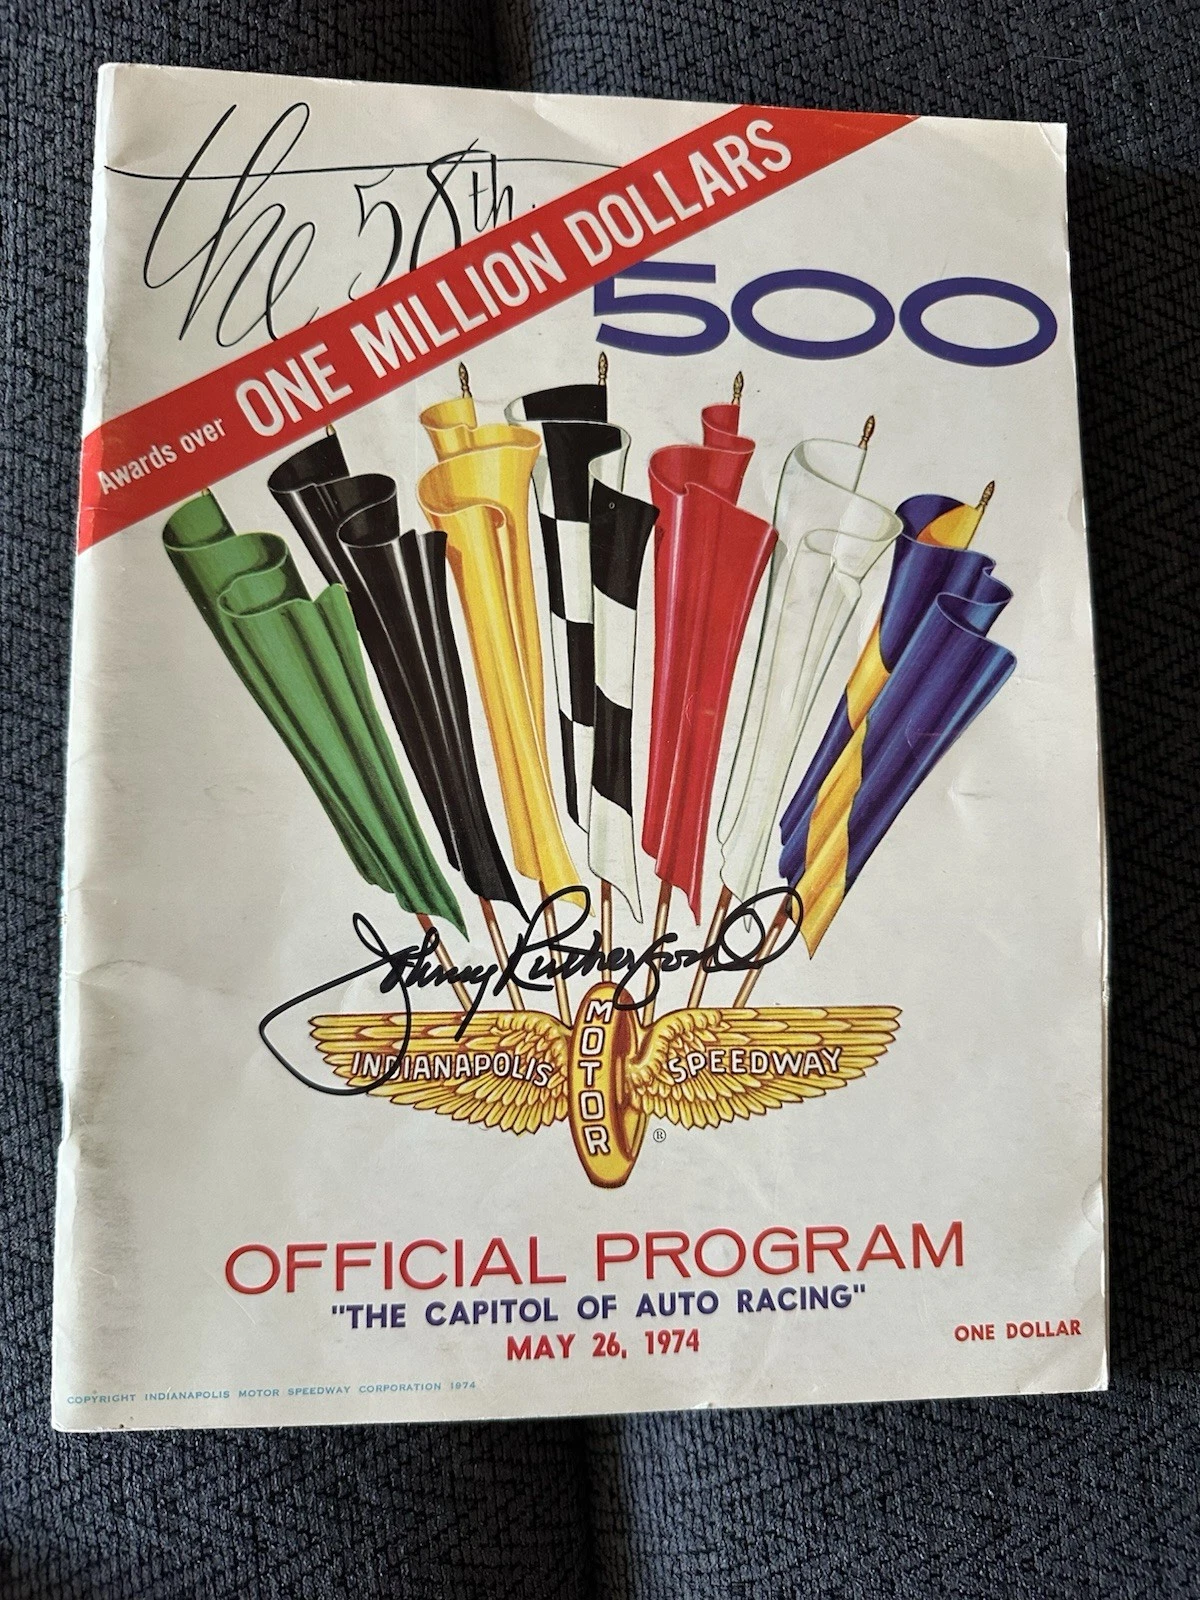 The 58th
Awards over ONE MILLION DOLLARS
500
Johnny Rutherford
INDIANAPOLIS MOTOR SPEEDWAY
®
OFFICIAL PROGRAM
"THE CAPITOL OF AUTO RACING"
MAY 26, 1974
ONE DOLLAR
COPYRIGHT INDIANAPOLIS MOTOR SPEEDWAY CORPORATION 1974